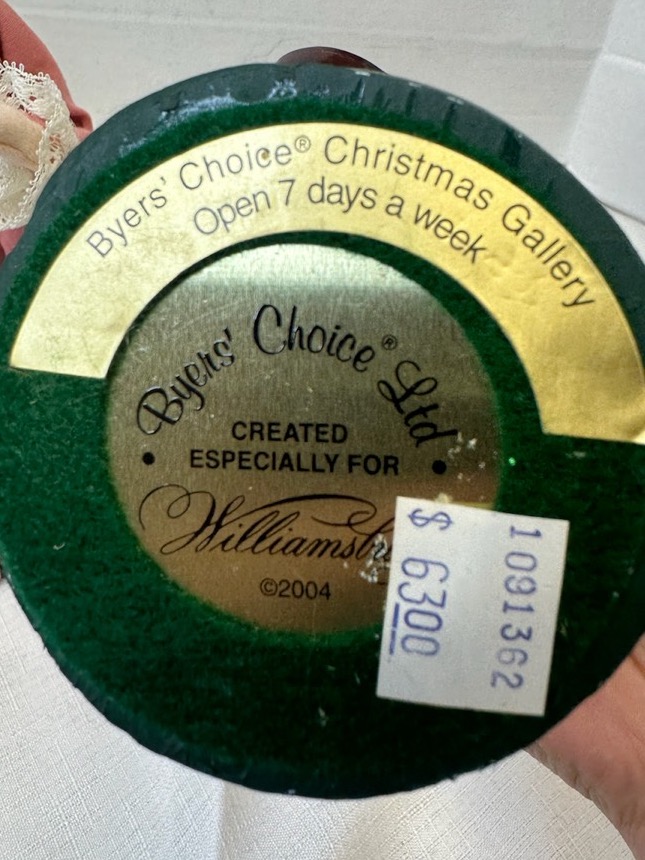 Byers' Choice® Christmas Gallery
Open 7 days a week
Byers' Choice® Ltd
CREATED
• ESPECIALLY FOR •
©2004
1091362
$ 6300